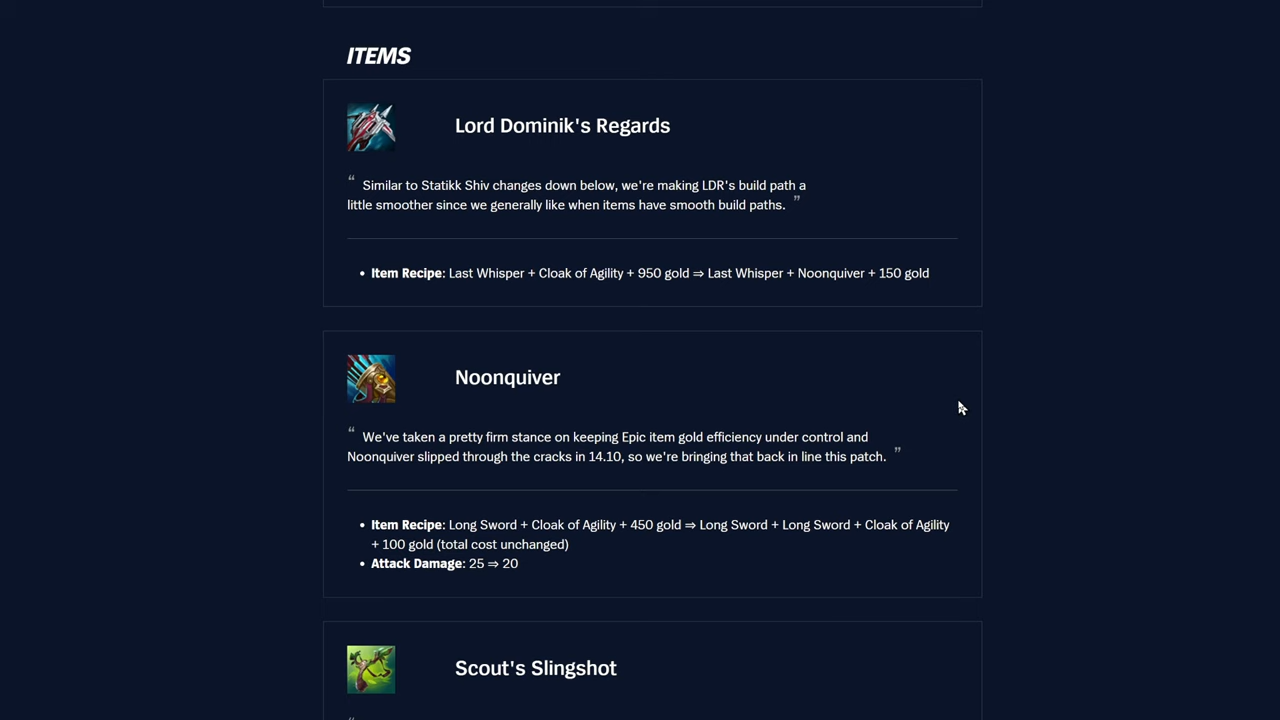 ITEMS
Lord Dominik's Regards
“ Similar to Statikk Shiv changes down below, we're making LDR's build path a
little smoother since we generally like when items have smooth build paths. ”
• Item Recipe: Last Whisper + Cloak of Agility + 950 gold ⇒ Last Whisper + Noonquiver + 150 gold
Noonquiver
“ We've taken a pretty firm stance on keeping Epic item gold efficiency under control and
Noonquiver slipped through the cracks in 14.10, so we're bringing that back in line this patch. ”
• Item Recipe: Long Sword + Cloak of Agility + 450 gold ⇒ Long Sword + Long Sword + Cloak of Agility
+ 100 gold (total cost unchanged)
• Attack Damage: 25 ⇒ 20
Scout's Slingshot
“